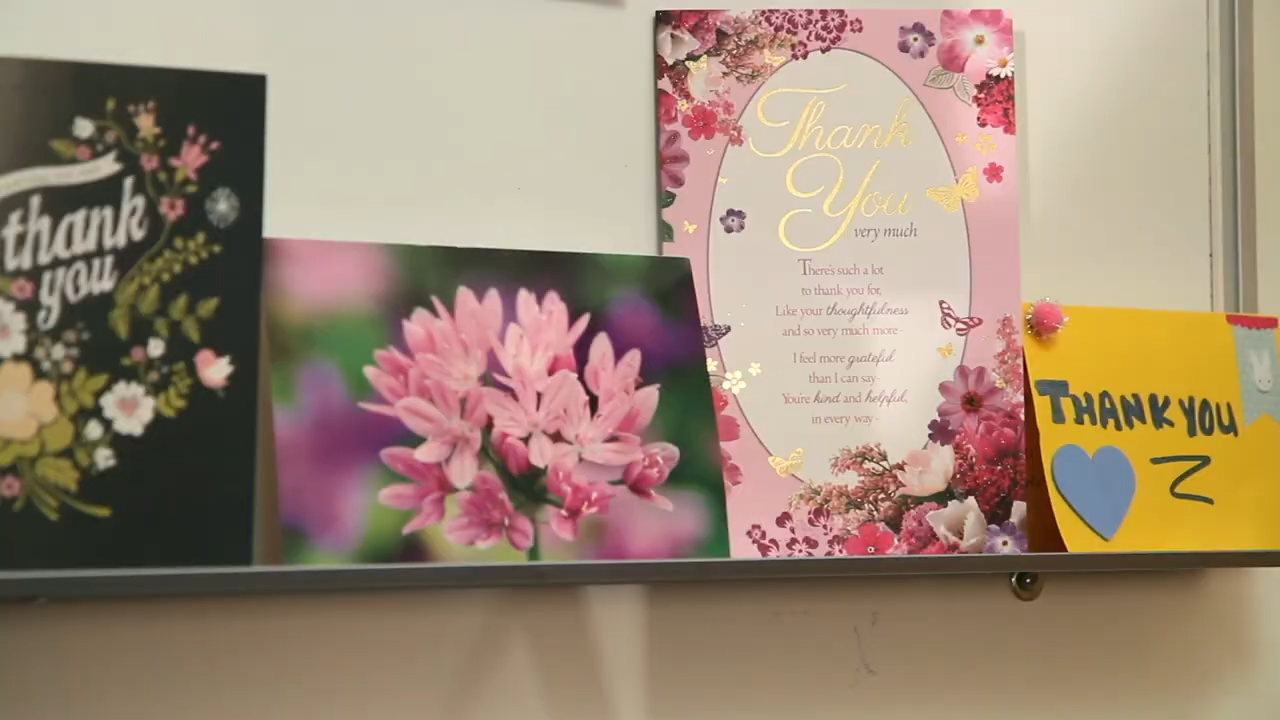 thank
you
Thank
You
very much
There's such a lot
to thank you for,
Like your thoughtfulness
and so very much more-
I feel more grateful
than I can say-
You're kind and helpful,
in every way-
THANK YOU